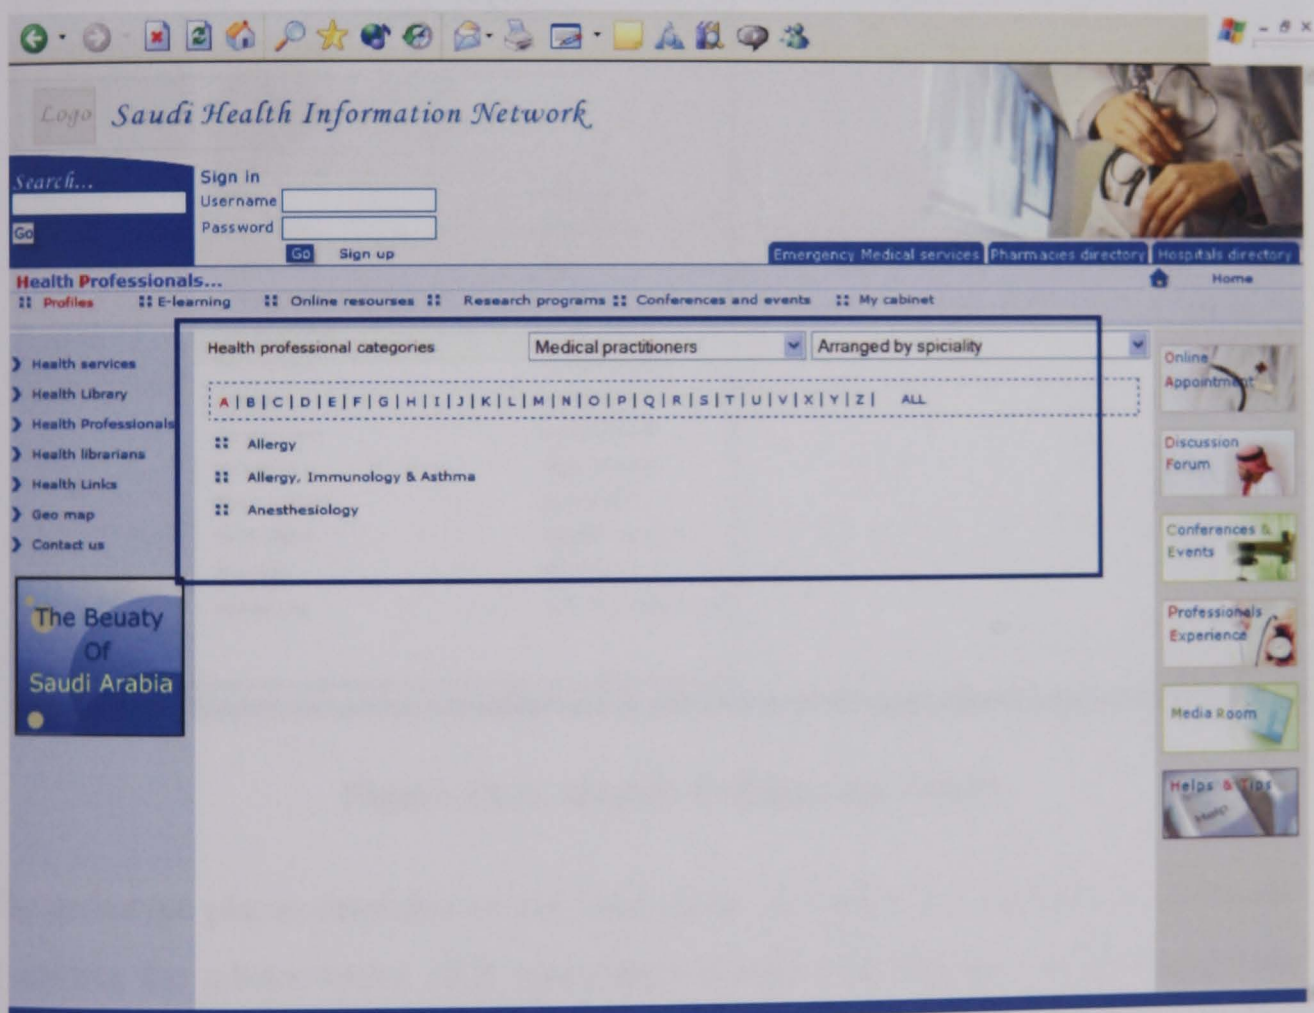 Logo Saudi Health Information Network
Search...
Go
Sign in
Username
Password
Go Sign up
Emergency Medical services Pharmacies directory Hospitals directory
Health Professionals...
Home
Profiles E-learning Online resourses Research programs Conferences and events My cabinet
Health services
Health Library
Health Professionals
Health librarians
Health Links
Geo map
Contact us
The Beuaty
Of
Saudi Arabia
Health professional categories Medical practitioners Arranged by spiciality
A | B | C | D | E | F | G | H | I | J | K | L | M | N | O | P | Q | R | S | T | U | V | X | Y | Z | ALL
Allergy
Allergy, Immunology & Asthma
Anesthesiology
Online
Appointment
Discussion
Forum
Conferences &
Events
Professionals
Experience
Media Room
Helps & Tips
Help